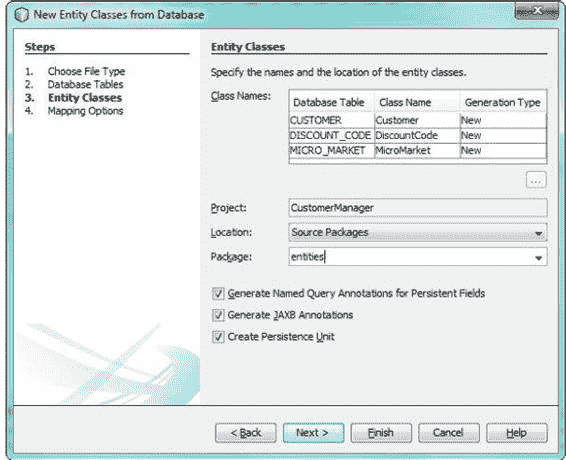 New Entity Classes from Database
Steps
1. Choose File Type
2. Database Tables
3. Entity Classes
4. Mapping Options
Entity Classes
Specify the names and the location of the entity classes.
Class Names:
Database Table Class Name Generation Type
CUSTOMER Customer New
DISCOUNT_CODE DiscountCode New
MICRO_MARKET MicroMarket New
...
Project: CustomerManager
Location: Source Packages
Package: entities
Generate Named Query Annotations for Persistent Fields
Generate JAXB Annotations
Create Persistence Unit
< Back Next > Finish Cancel Help